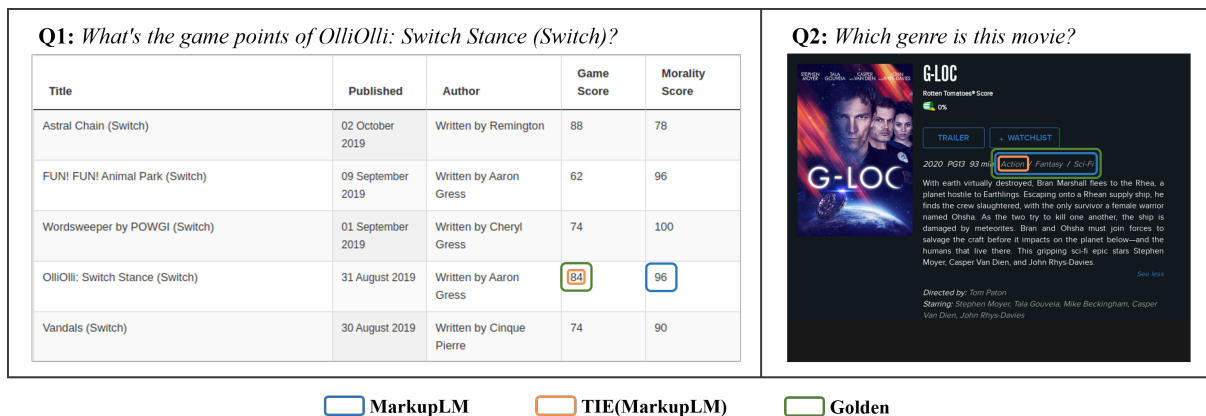 Q1: What's the game points of OlliOlli: Switch Stance (Switch)?
Title Published Author Game Score Morality Score
Astral Chain (Switch) 02 October 2019 Written by Remington 88 78
FUN! FUN! Animal Park (Switch) 09 September 2019 Written by Aaron Gress 62 96
Wordsweeper by POWGI (Switch) 01 September 2019 Written by Cheryl Gress 74 100
OlliOlli: Switch Stance (Switch) 31 August 2019 Written by Aaron Gress 84 96
Vandals (Switch) 30 August 2019 Written by Cinque Pierre 74 90
Q2: Which genre is this movie?
STEPHEN MOYER TALA GOUVEIA CASPER VAN DIEN JOHN RHYS-DAVIES
G-LOC
G-LOC
Rotten Tomatoes® Score
0%
TRAILER
+ WATCHLIST
2020 PG13 93 min Action / Fantasy / Sci-Fi
With earth virtually destroyed, Bran Marshall flees to the Rhea, a
planet hostile to Earthlings. Escaping onto a Rhean supply ship, he
finds the crew slaughtered, with the only survivor a female warrior
named Ohsha. As the two try to kill one another, the ship is
damaged by meteorites. Bran and Ohsha must join forces to
salvage the craft before it impacts on the planet below—and the
humans that live there. This gripping sci-fi epic stars Stephen
Moyer, Casper Van Dien, and John Rhys-Davies.
See less
Directed by: Tom Paton
Starring: Stephen Moyer, Tala Gouveia, Mike Beckingham, Casper
Van Dien, John Rhys-Davies
MarkupLM
TIE(MarkupLM)
Golden